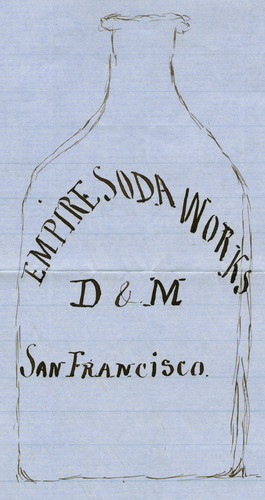 EMPIRE SODA WORKS
D & M
SAN FRANCISCO.